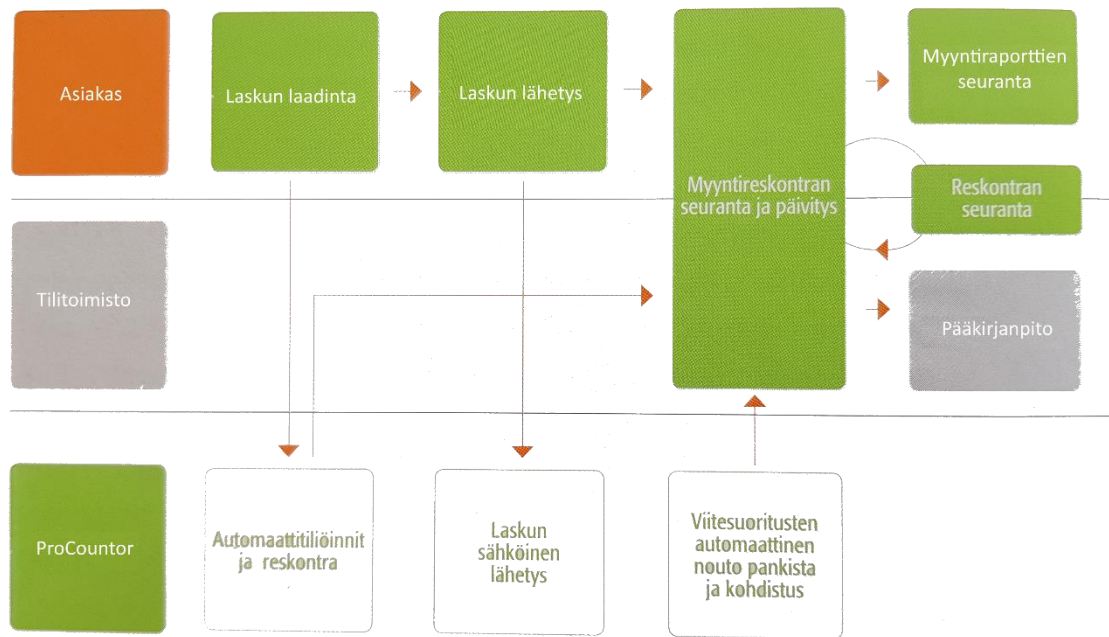 Asiakas
Laskun laadinta
Laskun lähetys
Myyntireskontran
seuranta ja päivitys
Myyntiraporttien
seuranta
Reskontran
seuranta
Tilitoimisto
Pääkirjanpito
ProCountor
Automaattitiliöinnit
ja reskontra
Laskun
sähköinen
lähetys
Viitesuoritusten
automaattinen
nouto pankista
ja kohdistus